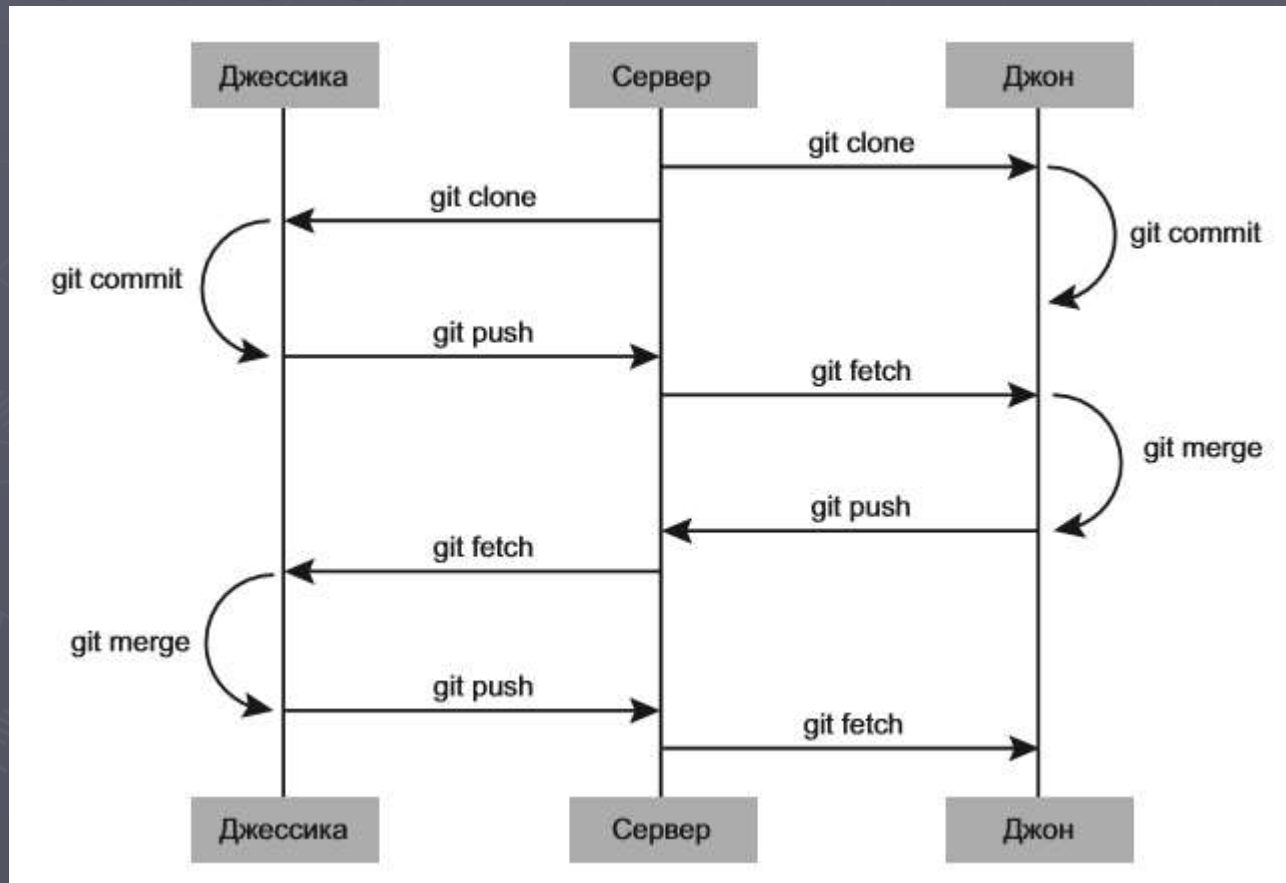 Джессика
Сервер
Джон
git clone
git clone
git commit
git commit
git push
git fetch
git merge
git push
git fetch
git merge
git push
git fetch
Джессика
Сервер
Джон